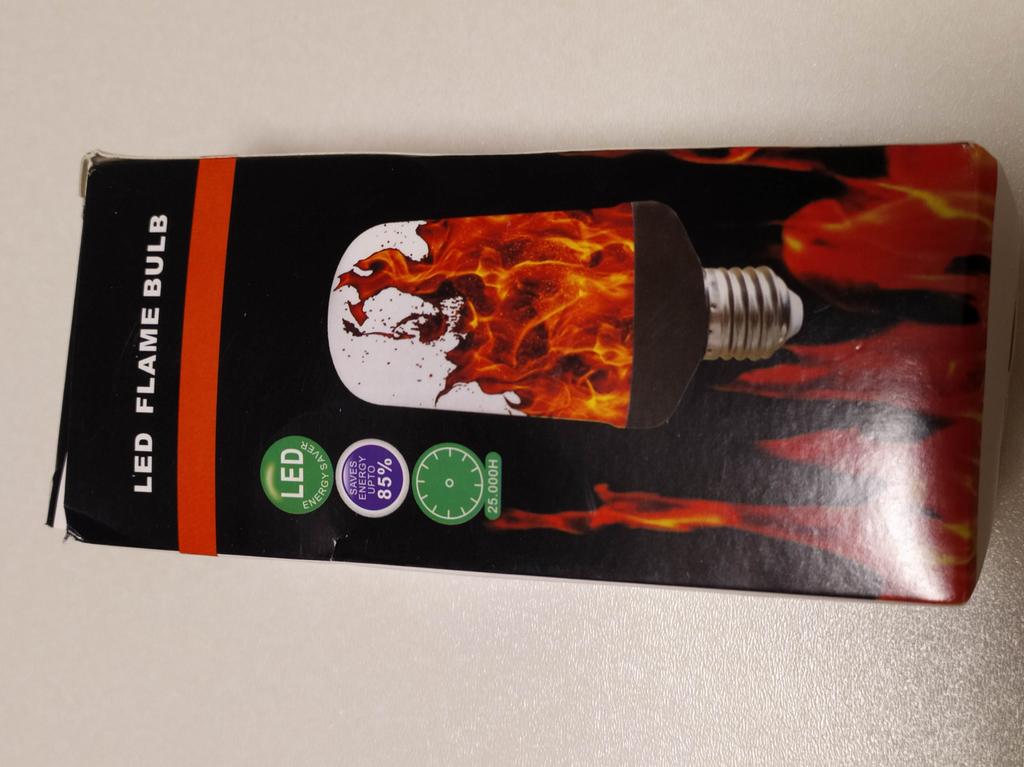 LED FLAME BULB
LED
ENERGY SAVER
SAVES
ENERGY
UPTO
85%
25.000H